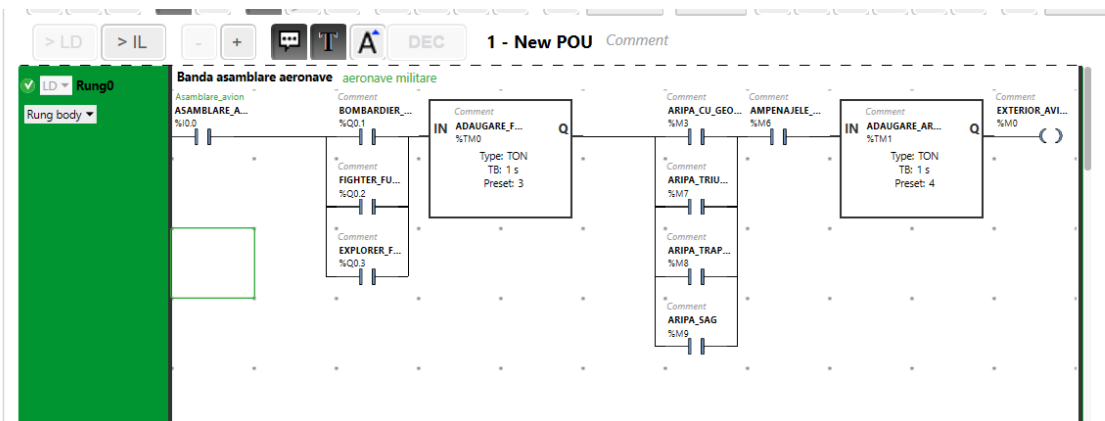 > LD > IL - + T A DEC 1 - New POU Comment
Banda asamblare aeronave aeronave militare
LD Rung0
Rung body
Asamblare_avion
ASAMBLARE_A...
%I0.0
Comment
BOMBARDIER_...
%Q0.1
Comment
FIGHTER_FU...
%Q0.2
Comment
EXPLORER_F...
%Q0.3
Comment
IN ADAUGARE_F... Q
%TM0
Type: TON
TB: 1 s
Preset: 3
Comment
ARIPA_CU_GEO...
%M3
Comment
ARIPA_TRIU...
%M7
Comment
ARIPA_TRAP...
%M8
Comment
ARIPA_SAG
%M9
Comment
AMPENAJELE_...
%M6
Comment
IN ADAUGARE_AR... Q
%TM1
Type: TON
TB: 1 s
Preset: 4
Comment
EXTERIOR_AVI...
%M0